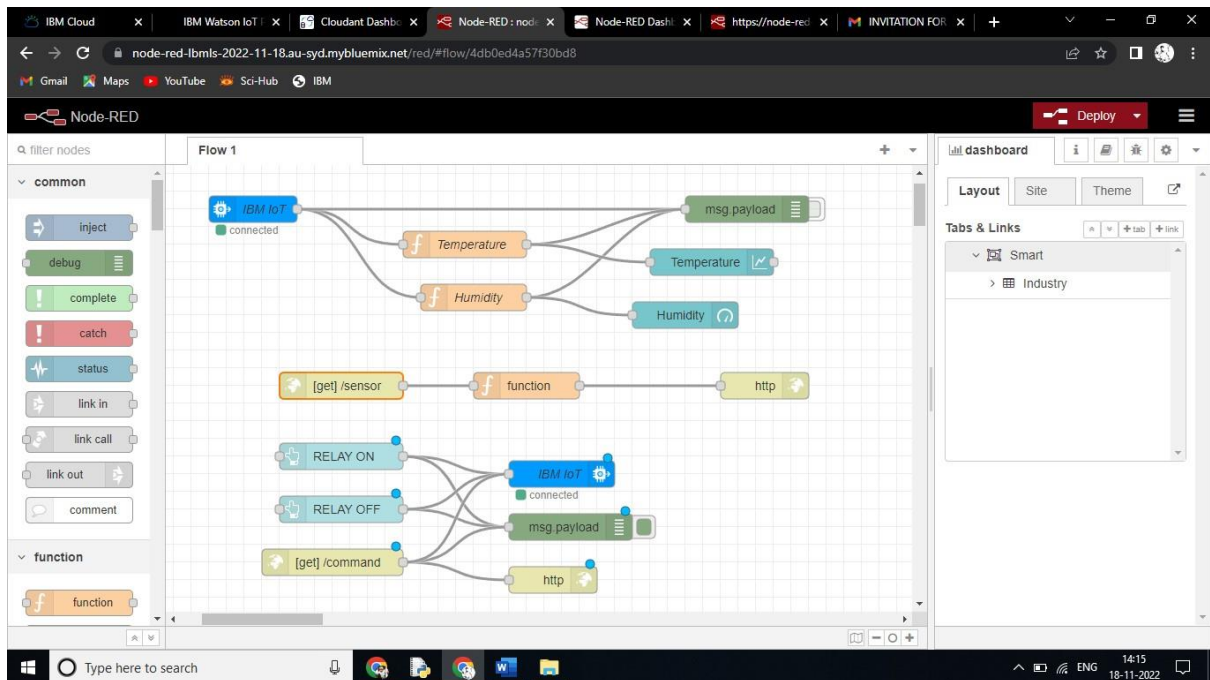 IBM Cloud
IBM Watson IoT
Cloudant Dashbo
Node-RED : node
Node-RED Dash
https://node-red
INVITATION FOR
node-red-lbmls-2022-11-18.au-syd.mybluemix.net/red/#flow/4db0ed4a57f30bd8
Gmail Maps YouTube Sci-Hub IBM
Node-RED
Deploy
filter nodes
Flow 1
dashboard
i
common
Layout Site Theme
Tabs & Links
tab
link
Smart
Industry
inject
debug
complete
catch
status
link in
link call
link out
comment
function
function
IBM IoT
connected
msg.payload
Temperature
Temperature
Humidity
Humidity
[get] /sensor
function
http
RELAY ON
IBM IoT
connected
RELAY OFF
msg.payload
[get] /command
http
Type here to search
ENG
14:15
18-11-2022